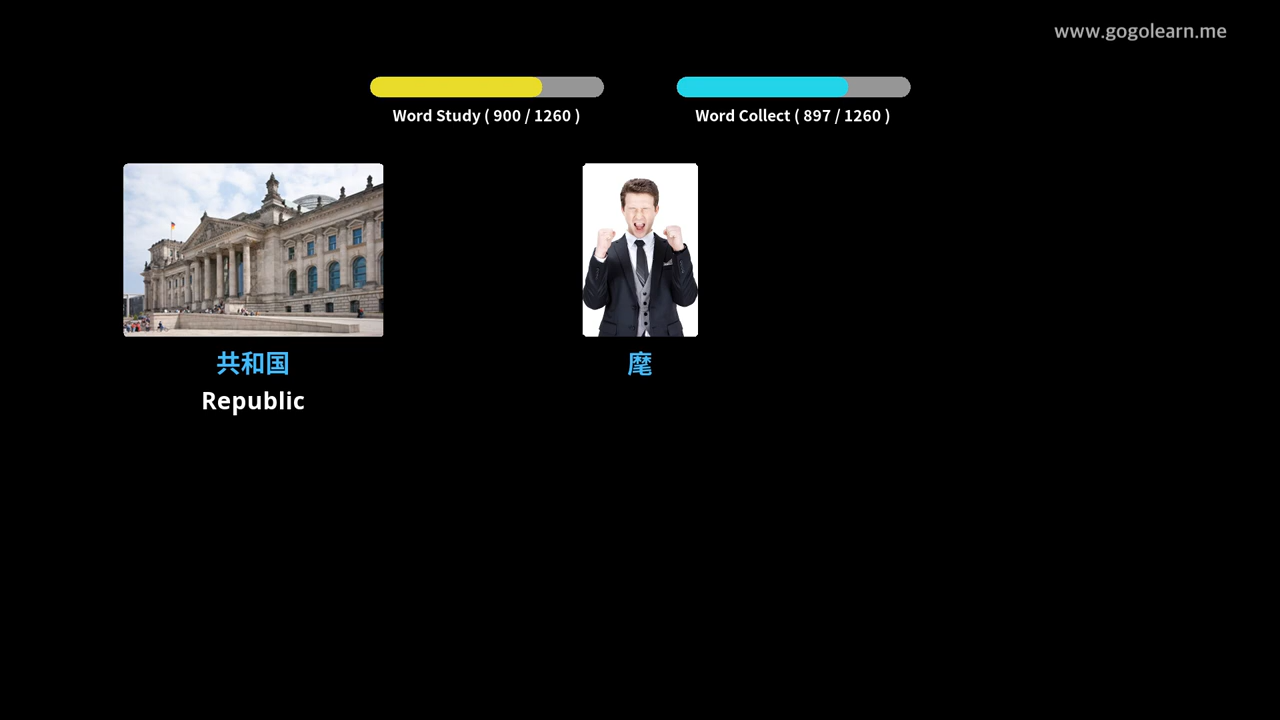 www.gogolearn.me
Word Study ( 900 / 1260 )
Word Collect ( 897 / 1260 )
共和国
麾
Republic